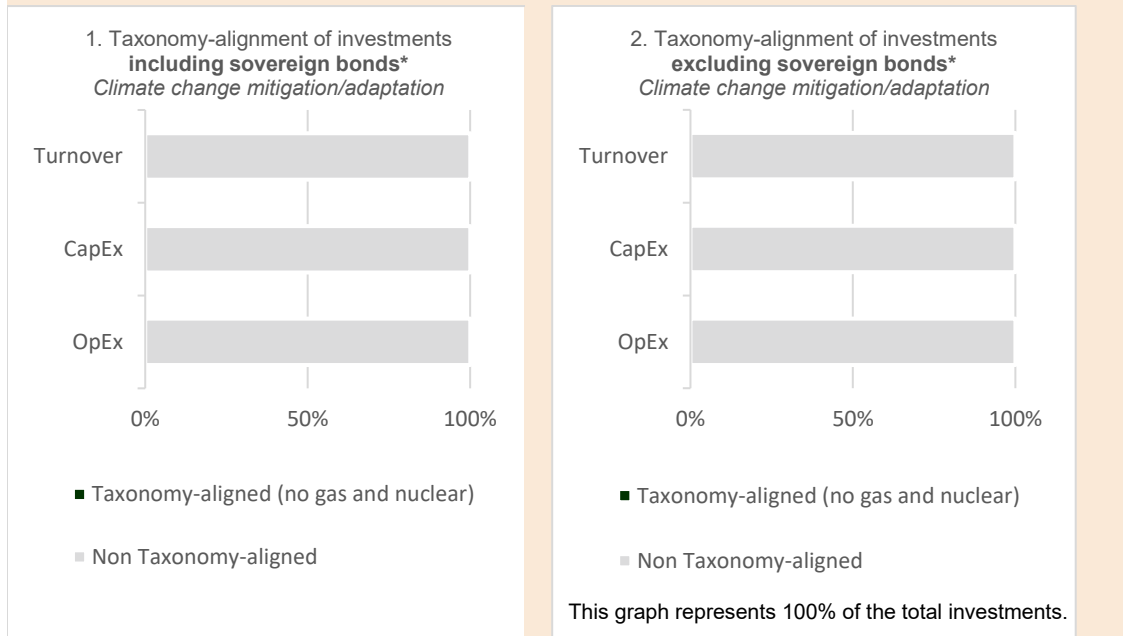 1. Taxonomy-alignment of investments
including sovereign bonds*
Climate change mitigation/adaptation
Turnover
CapEx
OpEx
0% 50% 100%
Taxonomy-aligned (no gas and nuclear)
Non Taxonomy-aligned
2. Taxonomy-alignment of investments
excluding sovereign bonds*
Climate change mitigation/adaptation
Turnover
CapEx
OpEx
0% 50% 100%
Taxonomy-aligned (no gas and nuclear)
Non Taxonomy-aligned
This graph represents 100% of the total investments.